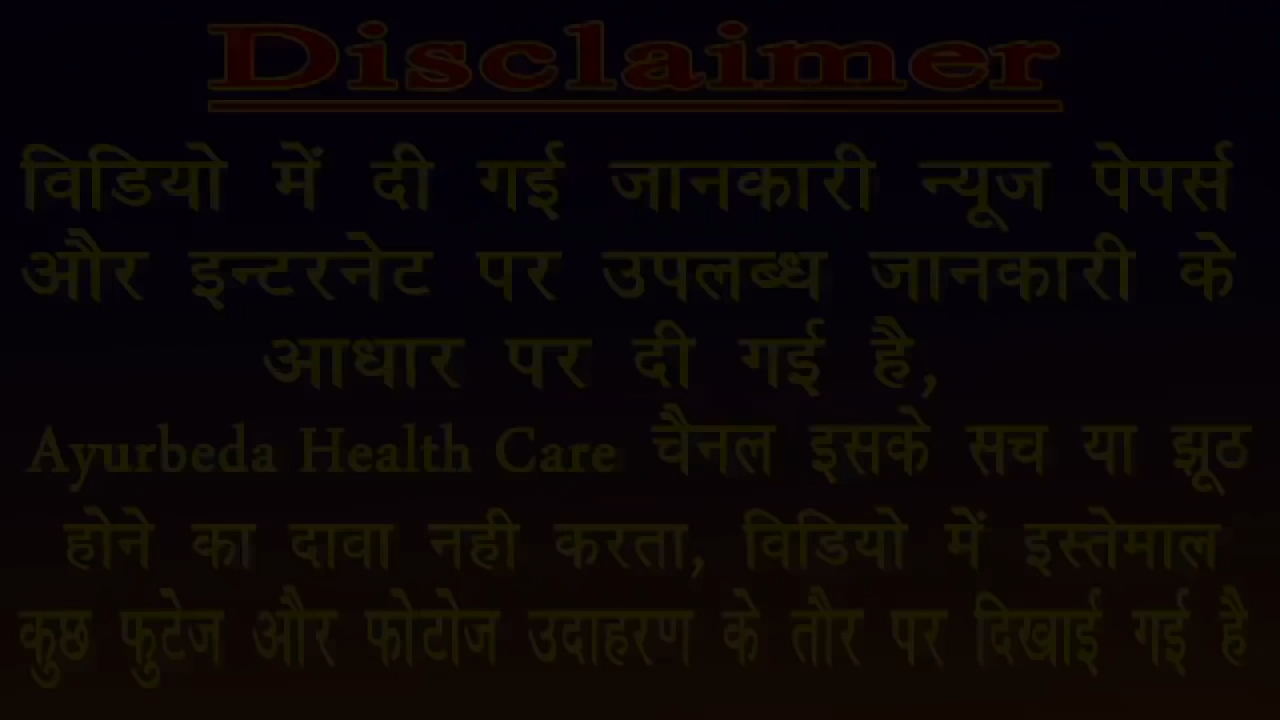 Disclaimer
विडियो में दी गई जानकारी न्यूज पेपर्स
और इन्टरनेट पर उपलब्ध जानकारी के
आधार पर दी गई है,
Ayurbeda Health Care चैनल इसके सच या झूठ
होने का दावा नही करता, विडियो में इस्तेमाल
कुछ फुटेज और फोटोज उदाहरण के तौर पर दिखाई गई है